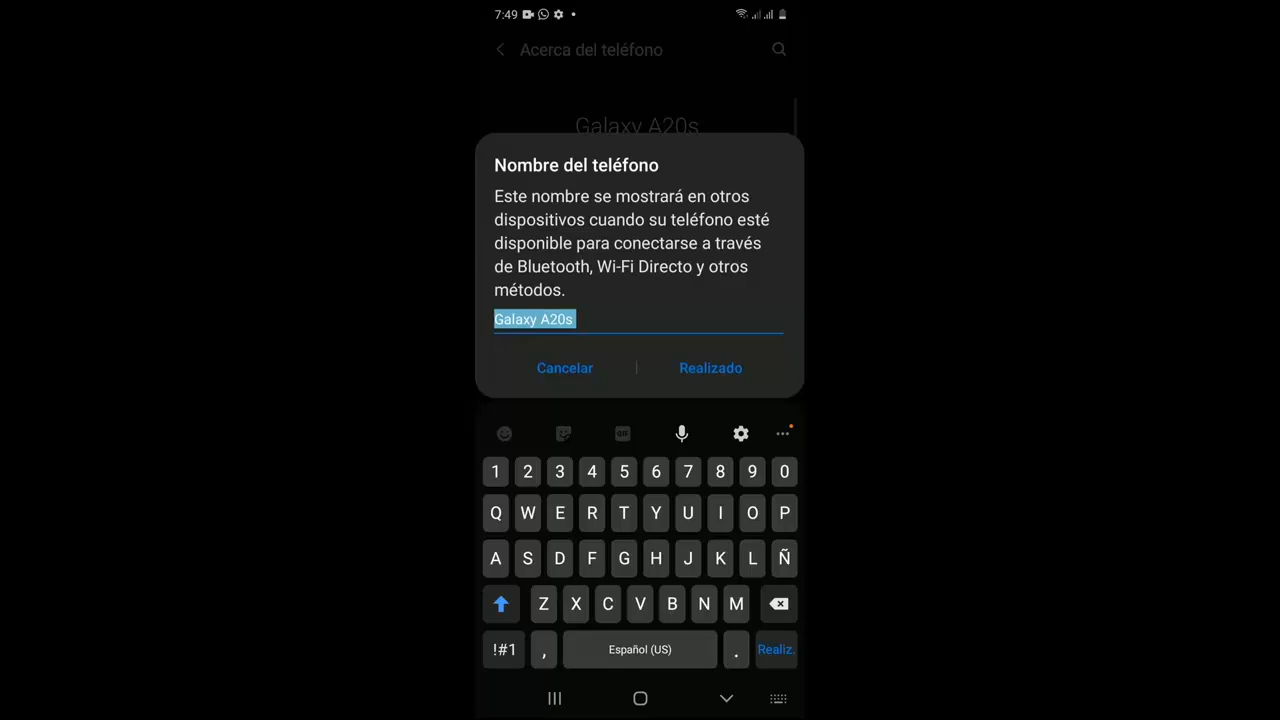 7:49
Acerca del teléfono
Galaxy A20s
Nombre del teléfono
Este nombre se mostrará en otros
dispositivos cuando su teléfono esté
disponible para conectarse a través
de Bluetooth, Wi-Fi Directo y otros
métodos.
Galaxy A20s
Cancelar | Realizado
GIF
1 2 3 4 5 6 7 8 9 0
Q W E R T Y U I O P
A S D F G H J K L Ñ
Z X C V B N M
!#1 , Español (US) . Realiz.